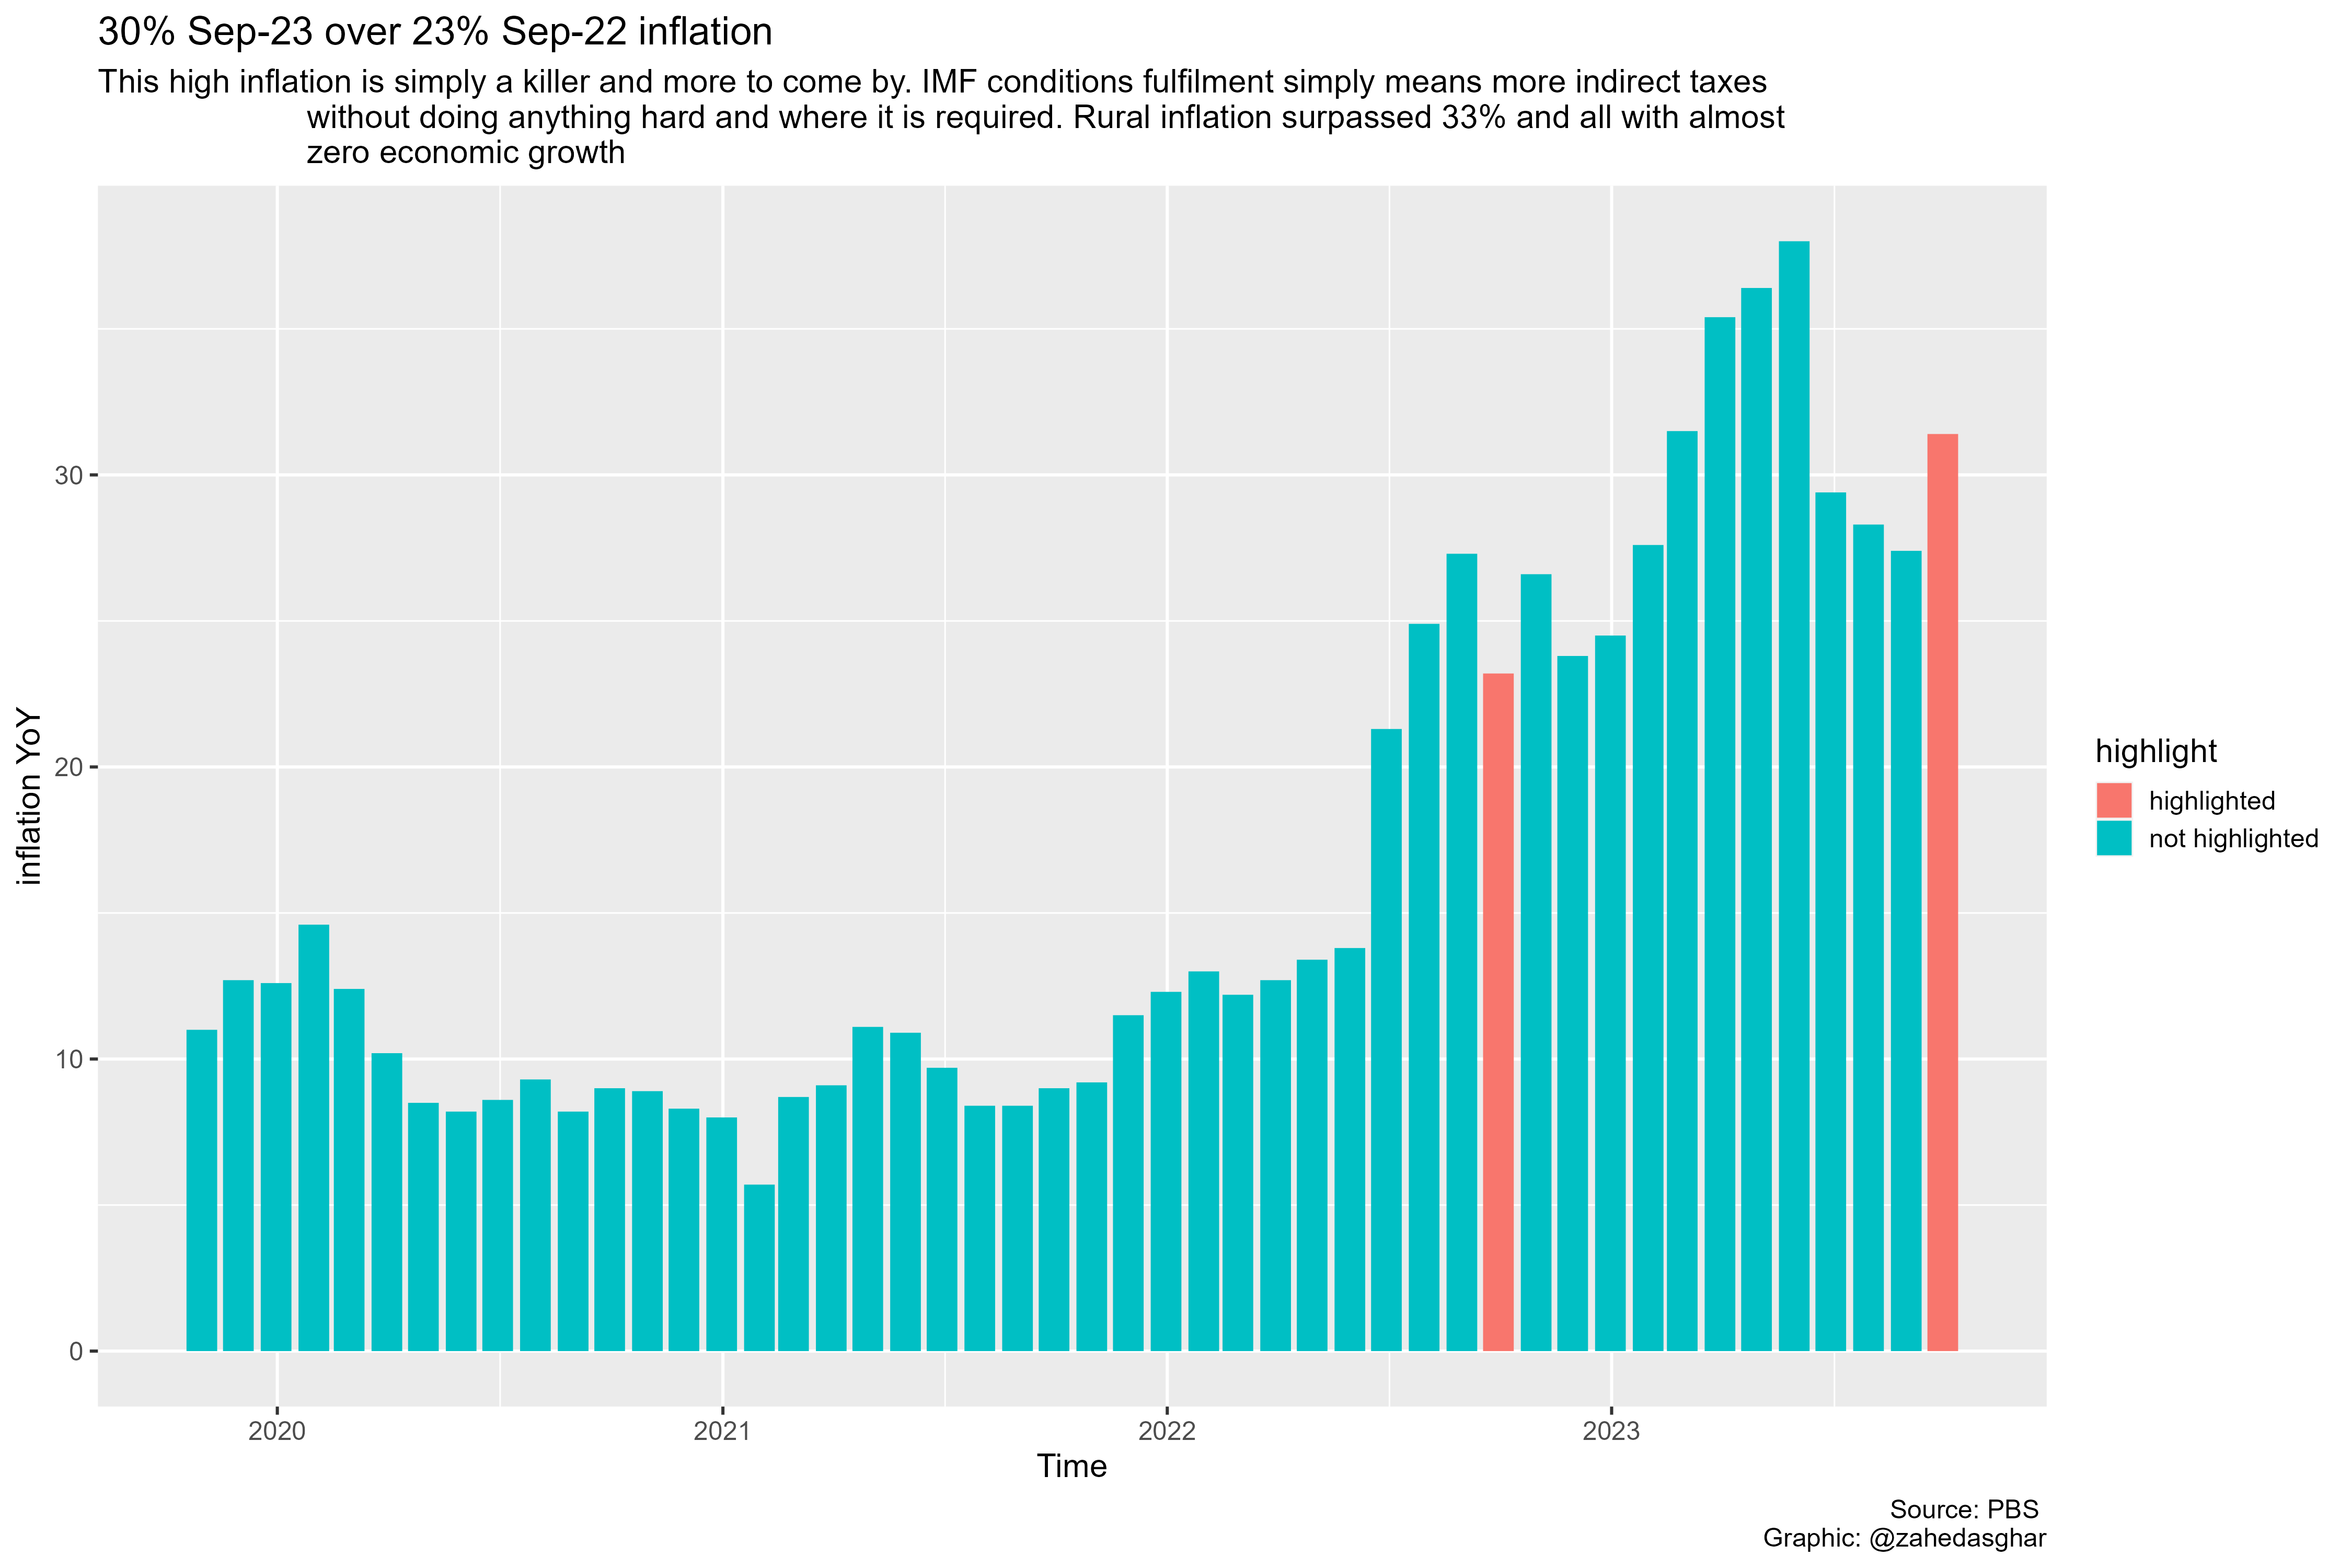 30% Sep-23 over 23% Sep-22 inflation
This high inflation is simply a killer and more to come by. IMF conditions fulfilment simply means more indirect taxes
without doing anything hard and where it is required. Rural inflation surpassed 33% and all with almost
zero economic growth
inflation YoY
30
20
10
0
2020 2021 2022 2023
Time
highlight
highlighted
not highlighted
Source: PBS
Graphic: @zahedasghar